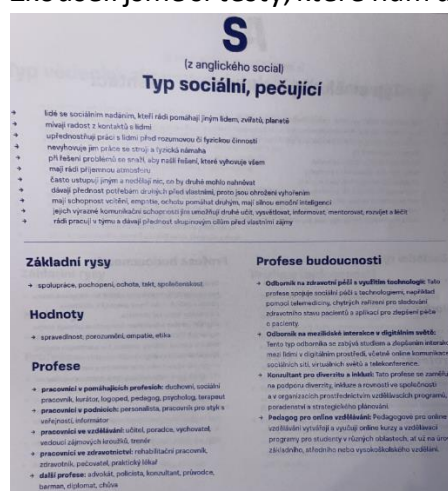 S
(z anglického social)
Typ sociální, pečující
→ lidé se sociálním nadáním, kteří rádi pomáhají jiným lidem, zvířatů, planetě
→ mívají radost z kontaktů s lidmi
→ upřednostňují práci s lidmi před rozumovou či fyzickou činností
→ nevyhovuje jim práce se stroji a fyzická námaha
→ při řešení problémů se snaží, aby našli řešení, které vyhovuje všem
→ mají rádi příjemnou atmosféru
→ často ustupují jiným a nedělají nic, co by druhé mohlo nahněvat
→ dávají přednost potřebám druhých před vlastními, proto jsou ohroženi vyhořením
→ mají schopnost vcítění, empatie, ochotu pomáhat druhým, mají silnou emoční inteligenci
→ jejich výrazné komunikační schopnosti jim umožňují druhé učit, vysvětlovat, informovat, mentorovat, rozvíjet a léčit
→ rádi pracují v týmu a dávají přednost skupinovým cílům před vlastními zájmy
Základní rysy
→ spolupráce, pochopení, ochota, takt, společenskost
Hodnoty
→ spravedlnost, porozumění, empatie, etika
Profese
→ pracovníci v pomáhajících profesích: duchovní, sociální
pracovník, kurátor, logoped, pedagog, psycholog, terapeut
→ pracovníci v podnicích: personalista, pracovník pro styk s
veřejností, informátor
→ pracovníci ve vzdělávání: učitel, poradce, vychovatel,
vedoucí zájmových kroužků, trenér
→ pracovníci ve zdravotnictví: rehabilitační pracovník,
zdravotník, pečovatel, praktický lékař
→ další profese: advokát, policista, konzultant, průvodce,
barman, diplomat, chůva
Profese budoucnosti
→ Odborník na zdravotní péči s využitím technologií: Tato
profese spojuje sociální péči s technologiemi, například
pomocí telemedicíny, chytrých zařízení pro sledování
zdravotního stavu pacientů a aplikací pro zlepšení péče
o pacienty.
→ Odborník na mezilidské interakce v digitálním světě:
Tento typ odborníka se zabývá studiem a zlepšením interakcí
mezi lidmi v digitálním prostředí, včetně online komunikace
sociálních sítí, virtuálních světů a telekonference.
→ Konzultant pro diverzitu a inkluzi: Tato profese se zaměřuje
na podporu diverzity, inkluze a rovnosti ve společnosti
a v organizacích prostřednictvím vzdělávacích programů,
poradenství a strategického plánování.
→ Pedagog pro online vzdělávání: Pedagogové pro online
vzdělávání vytvářejí a vyučují online kurzy a vzdělávací
programy pro studenty v různých oblastech, ať už na úrovni
základního, středního nebo vysokoškolského vzdělání.